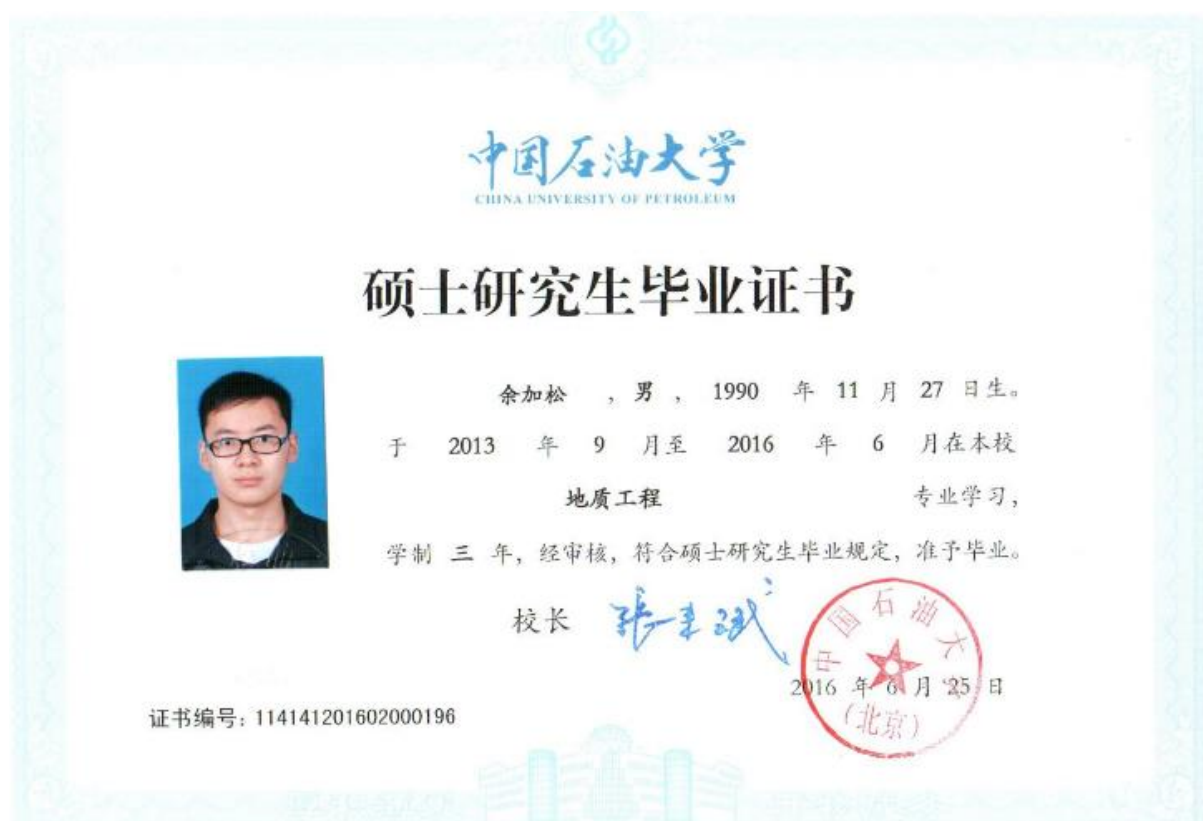 中国石油大学
CHINA UNIVERSITY OF PETROLEUM
硕士研究生毕业证书
余加松 , 男 , 1990 年 11 月 27 日生。
于 2013 年 9 月至 2016 年 6 月在本校
地质工程 专业学习,
学制 三 年, 经审核, 符合硕士研究生毕业规定, 准予毕业。
校长 張来斌
中国石油大学
(北京)
2016 年 6 月 25 日
证书编号: 114141201602000196